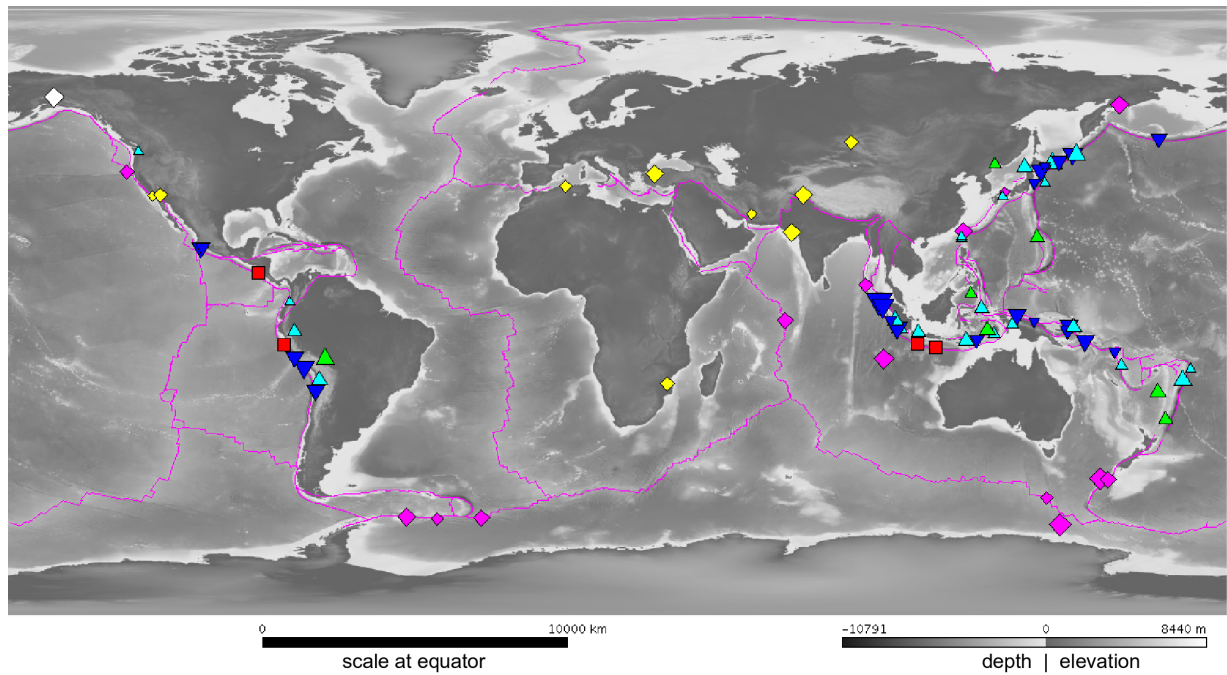 0 10000 km
scale at equator
-10791 0 8440 m
depth | elevation